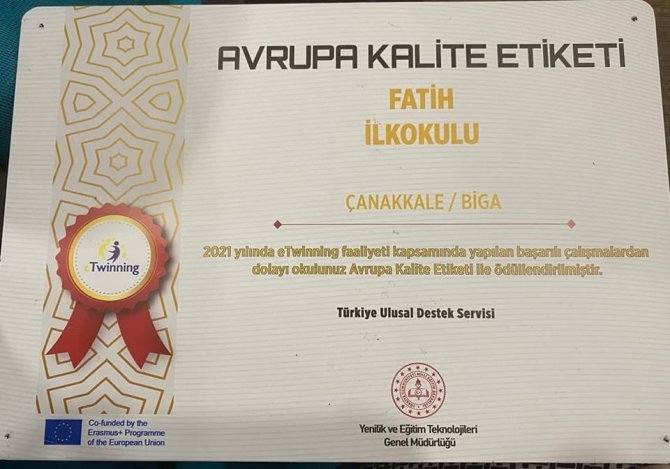 AVRUPA KALİTE ETİKETİ
FATİH
İLKOKULU
ÇANAKKALE / BİGA
2021 yılında eTwinning faaliyeti kapsamında yapılan başarılı çalışmalardan
dolayı okulunuz Avrupa Kalite Etiketi ile ödüllendirilmiştir.
eTwinning
Türkiye Ulusal Destek Servisi
Co-funded by the
Erasmus+ Programme
of the European Union
Yenilik ve Eğitim Teknolojileri
Genel Müdürlüğü